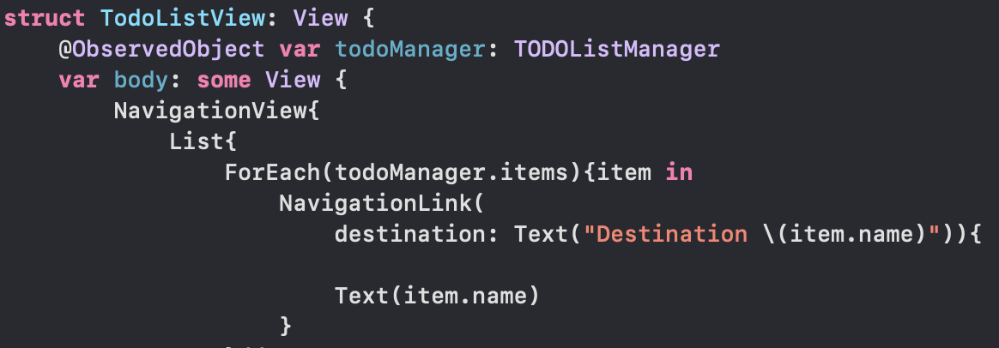 struct TodoListView: View {
    @ObservedObject var todoManager: TODOListManager
    var body: some View {
        NavigationView{
            List{
                ForEach(todoManager.items){item in
                    NavigationLink(
                        destination: Text("Destination \(item.name)")){

                        Text(item.name)
                    }